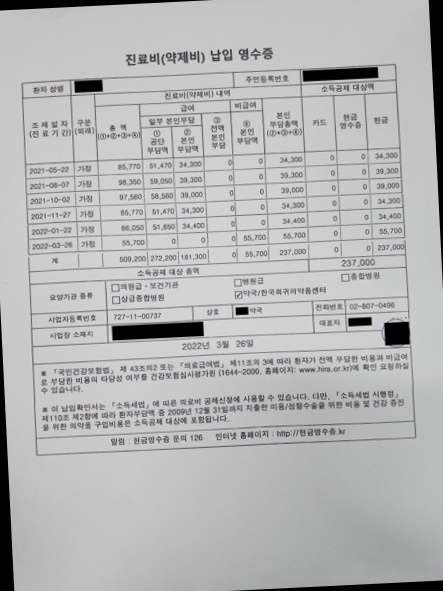 진료비(약제비) 납입 영수증
환자 성명 주민등록번호
조 제 일 자 (진 료 기 간) 구분 (외래) 진료비(약제비) 내역 소득공제 대상액
총 액 (①+②+③+④) 급여 비급여 본인 부담총액 (②+③+④) 카드 현금 영수증 현금
일부 본인부담 ③ 전액 본인 부담 ④ 본인 부담액
① 공단 부담액 ② 본인 부담액
2021-05-22 가정 85,770 51,470 34,300 0 0 34,300 0 0 34,300
2021-08-07 가정 98,350 59,050 39,300 0 0 39,300 0 0 39,300
2021-10-02 가정 97,560 58,560 39,000 0 0 39,000 0 0 39,000
2021-11-27 가정 85,770 51,470 34,300 0 0 34,300 0 0 34,300
2022-01-22 가정 86,050 51,650 34,400 0 0 34,400 0 0 34,400
2022-03-26 가정 55,700 0 0 0 55,700 55,700 0 0 55,700
계 509,200 272,200 181,300 0 55,700 237,000 0 0 237,000
소득공제 대상 총액 237,000
요양기관 종류 □의원급·보건기관 □병원급 □종합병원
□상급종합병원 ☑약국/한국희귀의약품센터
사업자등록번호 727-11-00737 상호 약국 전화번호 02-807-0496
사업장 소재지 대표자
2022년 3월 26일
※ 「국민건강보험법」 제 43조의2 또는 「의료급여법」 제11조의 3에 따라 환자가 전액 부담한 비용과 비급여
로 부담한 비용의 타당성 여부를 건강보험심사평가원 (1644-2000, 홈페이지: www.hira.or.kr)에 확인 요청하실
수 있습니다.
※ 이 납입확인서는 「소득세법」에 따른 의료비 공제신청에 사용할 수 있습니다. 다만, 「소득세법 시행령」
제110조 제2항에 따라 환자부담액 중 2009년 12월 31일까지 지출한 미용/성형수술을 위한 비용 및 건강 증진
을 위한 의약품 구입비용은 소득공제 대상에 포함됩니다.
알림 : 현금영수증 문의 126 인터넷 홈페이지 : http://현금영수증.kr